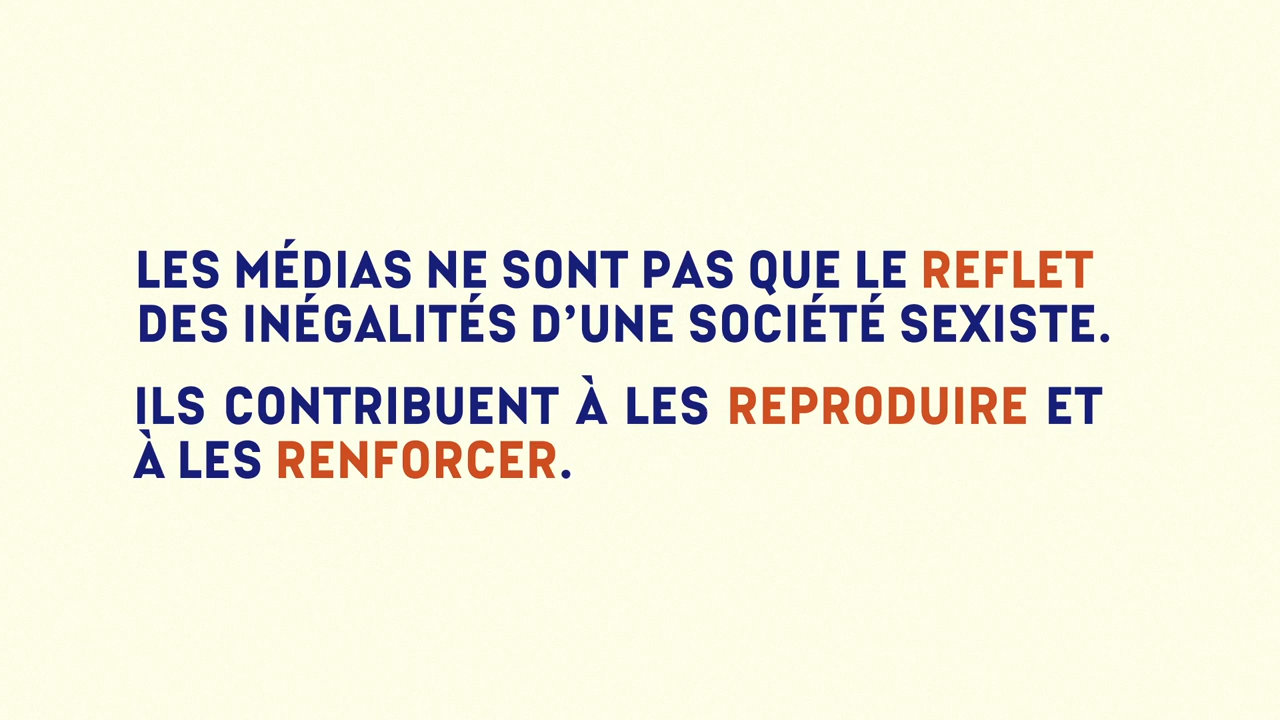 LES MÉDIAS NE SONT PAS QUE LE REFLET
DES INÉGALITÉS D’UNE SOCIÉTÉ SEXISTE.
ILS CONTRIBUENT À LES REPRODUIRE ET
À LES RENFORCER.